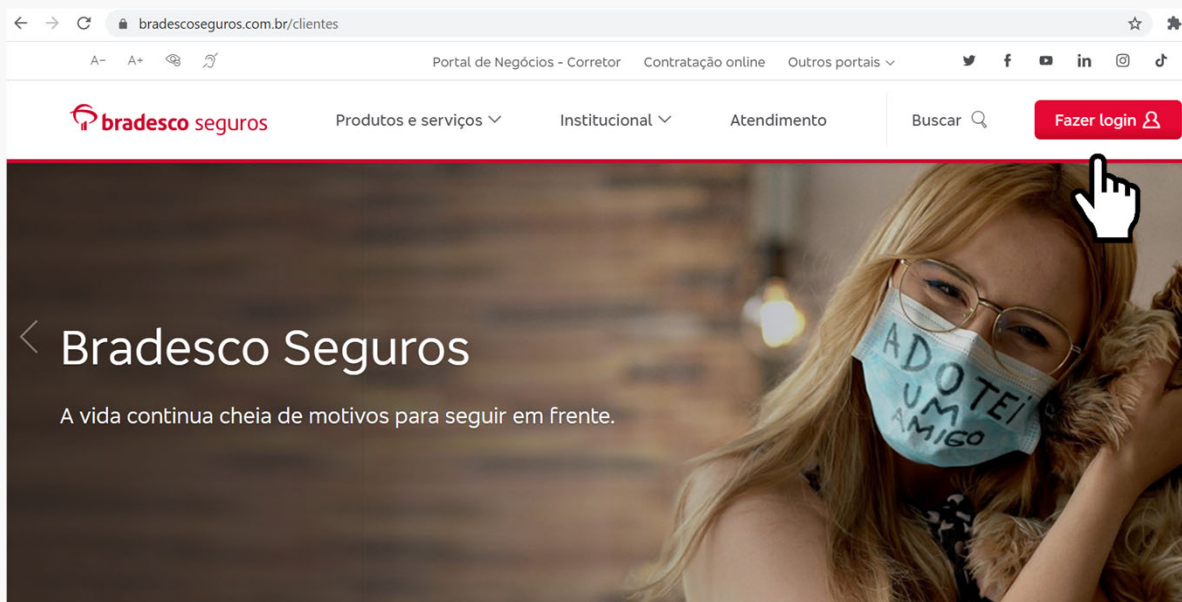 bradescoseguros.com.br/clientes
A- A+ Portal de Negócios - Corretor Contratação online Outros portais
bradesco seguros Produtos e serviços Institucional Atendimento Buscar Fazer login
Bradesco Seguros
A vida continua cheia de motivos para seguir em frente.
ADOTEi
UM
AMIGO